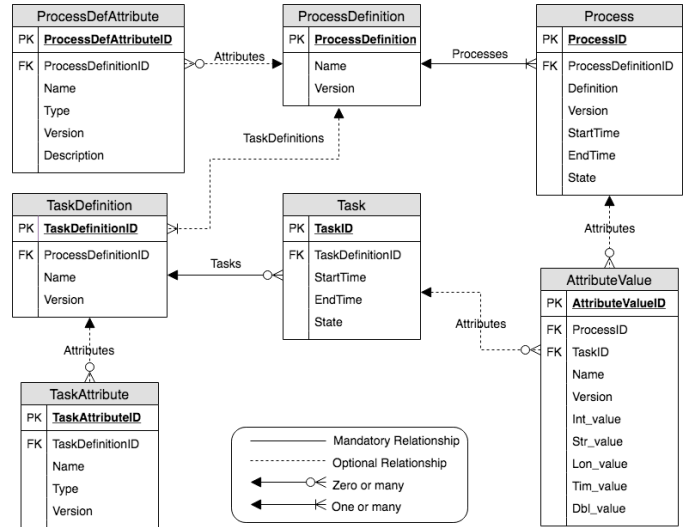 ProcessDefAttribute
PK ProcessDefAttributeID
FK ProcessDefinitionID
Name
Type
Version
Description
Attributes
ProcessDefinition
PK ProcessDefinition
Name
Version
Processes
Process
PK ProcessID
FK ProcessDefinitionID
Definition
Version
StartTime
EndTime
State
TaskDefinitions
TaskDefinition
PK TaskDefinitionID
FK ProcessDefinitionID
Name
Version
Tasks
Task
PK TaskID
FK TaskDefinitionID
StartTime
EndTime
State
Attributes
Attributes
AttributeValue
PK AttributeValueID
FK ProcessID
FK TaskID
Name
Version
Int_value
Str_value
Lon_value
Tim_value
Dbl_value
Attributes
TaskAttribute
PK TaskAttributeID
FK TaskDefinitionID
Name
Type
Version
Mandatory Relationship
Optional Relationship
Zero or many
One or many